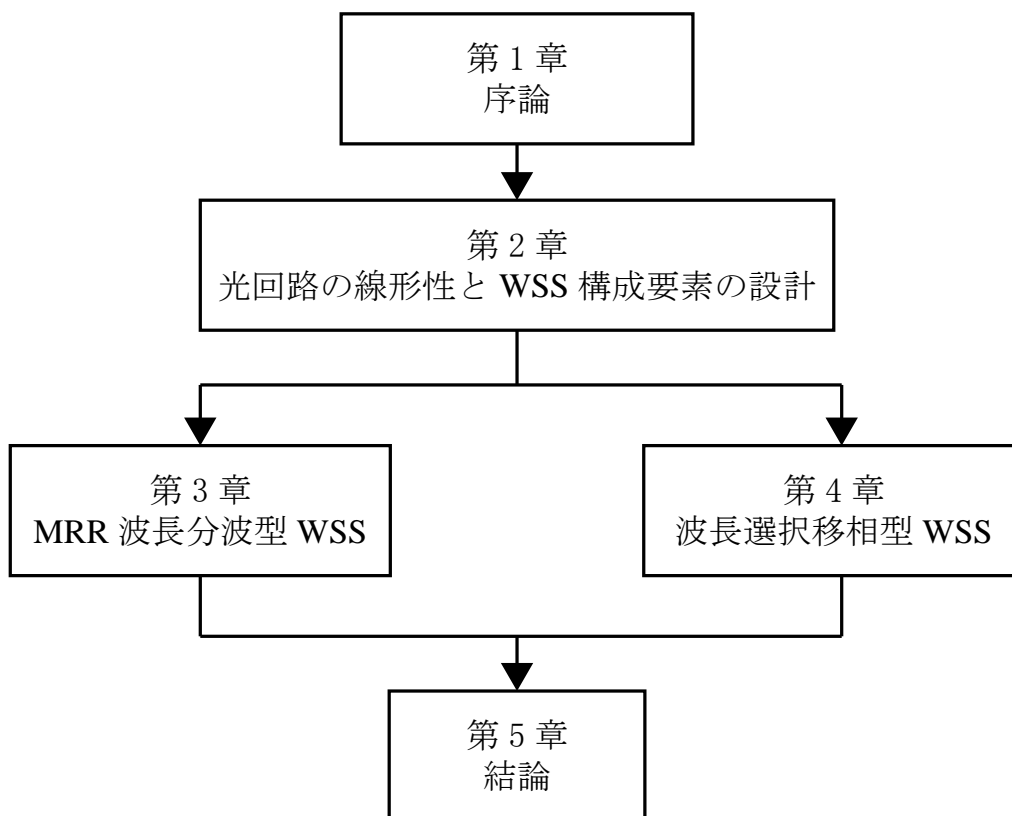 第 1 章
序論
第 2 章
光回路の線形性と WSS 構成要素の設計
第 3 章
MRR 波長分波型 WSS
第 4 章
波長選択移相型 WSS
第 5 章
結論